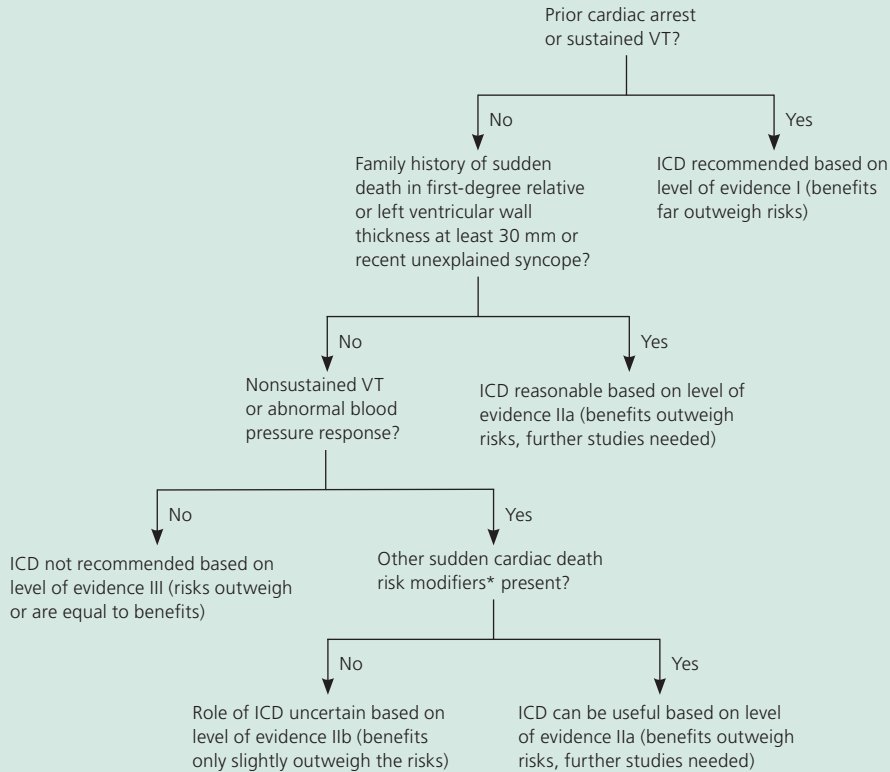 Prior cardiac arrest
or sustained VT?
No
Yes
Family history of sudden
death in first-degree relative
or left ventricular wall
thickness at least 30 mm or
recent unexplained syncope?
ICD recommended based on
level of evidence I (benefits
far outweigh risks)
No
Yes
Nonsustained VT
or abnormal blood
pressure response?
ICD reasonable based on level of
evidence IIa (benefits outweigh
risks, further studies needed)
No
Yes
ICD not recommended based on
level of evidence III (risks outweigh
or are equal to benefits)
Other sudden cardiac death
risk modifiers* present?
No
Yes
Role of ICD uncertain based on
level of evidence IIb (benefits
only slightly outweigh the risks)
ICD can be useful based on level
of evidence IIa (benefits outweigh
risks, further studies needed)